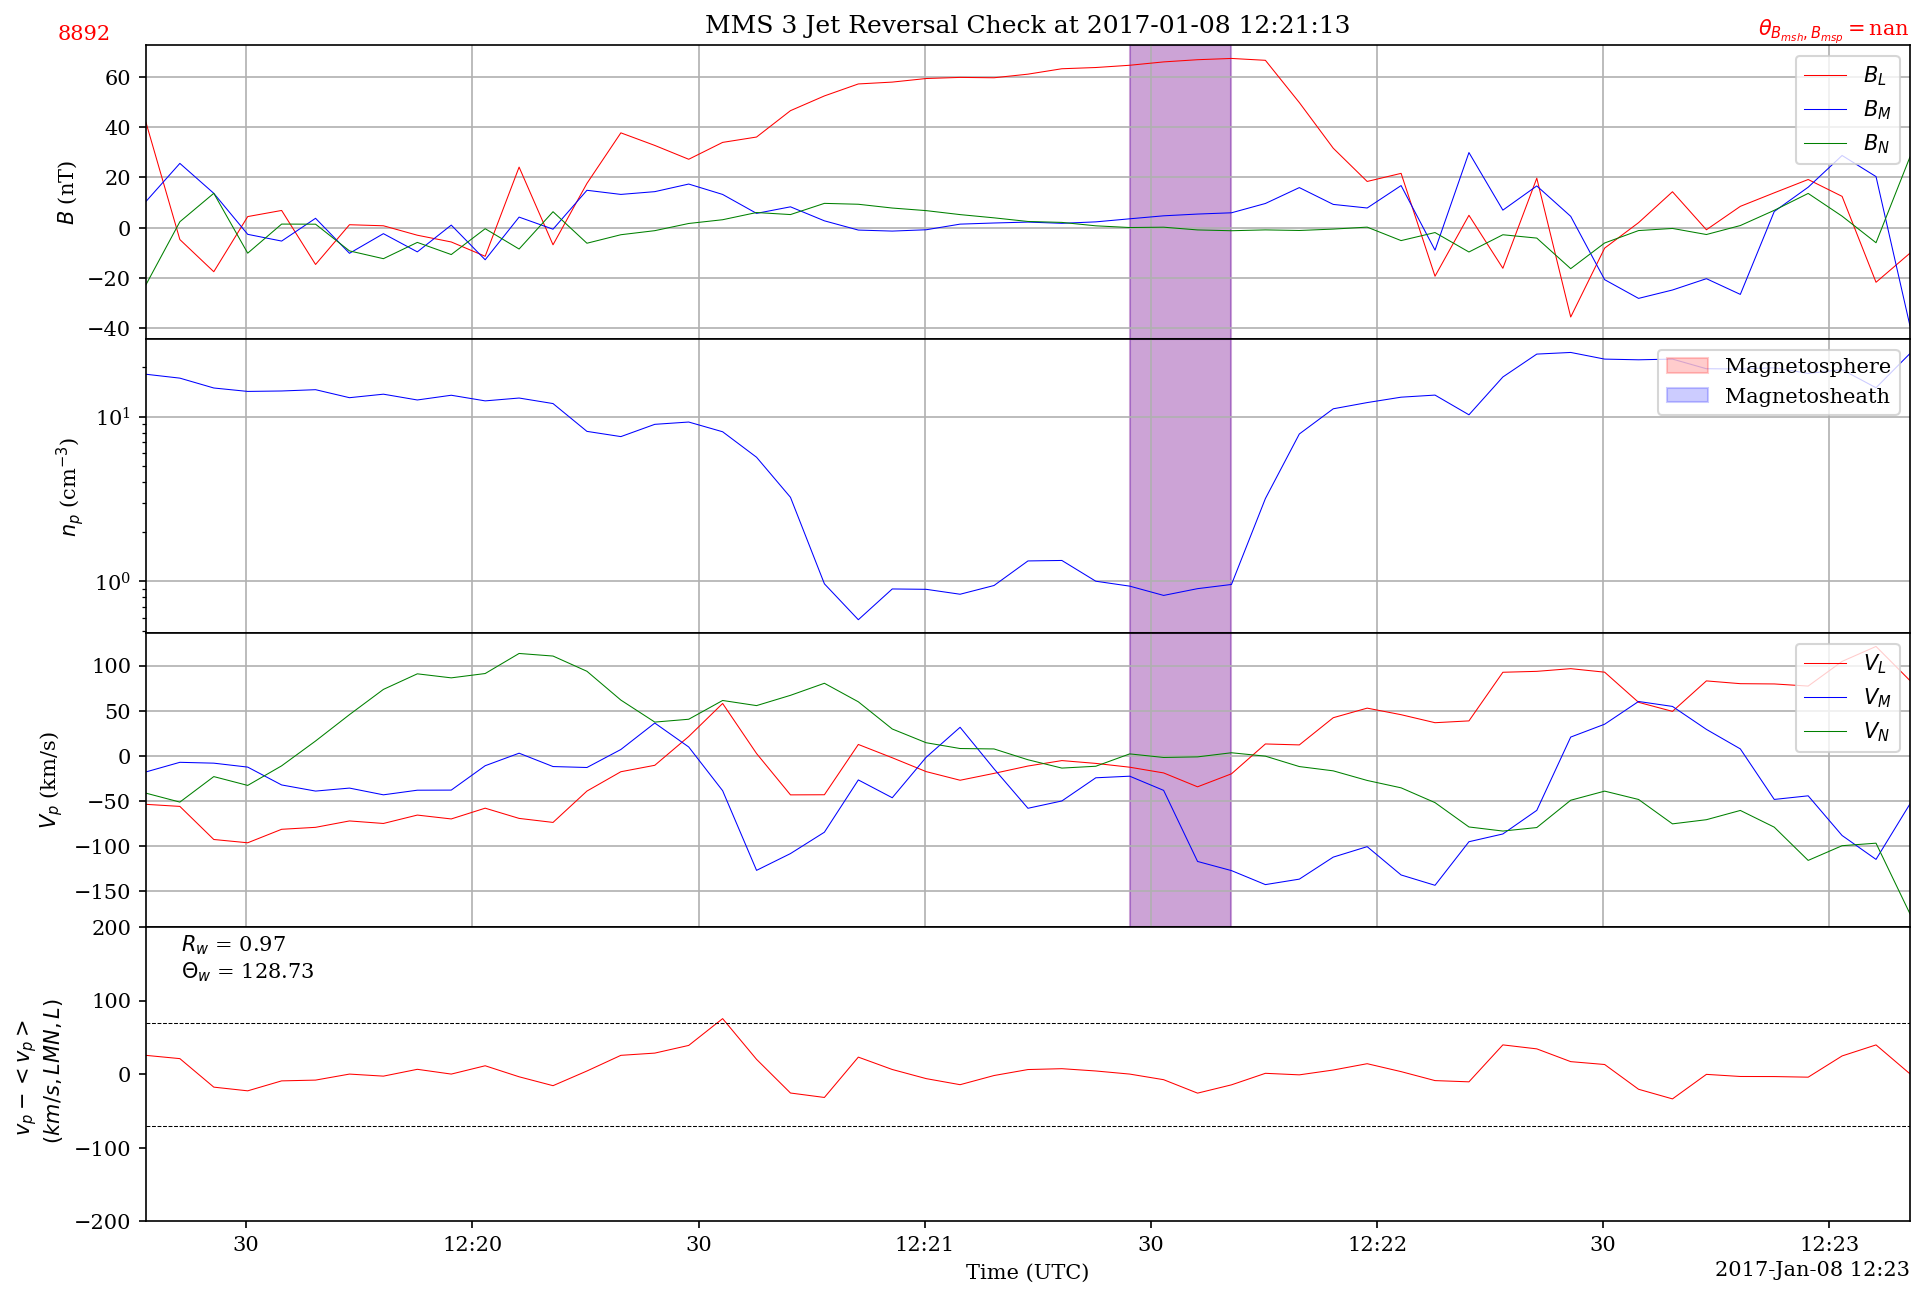 MMS 3 Jet Reversal Check at 2017-01-08 12:21:13
8892
θ_{B_{msh}, B_{msp}} = nan
B (nT)
60
40
20
0
−20
−40
B_L
B_M
B_N
n_p (cm^{−3})
10^1
10^0
Magnetosphere
Magnetosheath
V_p (km/s)
100
50
0
−50
−100
−150
V_L
V_M
V_N
v_p − <v_p>
(km/s, LMN, L)
200
100
0
−100
−200
R_w = 0.97
Θ_w = 128.73
30 12:20 30 12:21 30 12:22 30 12:23
Time (UTC)
2017-Jan-08 12:23